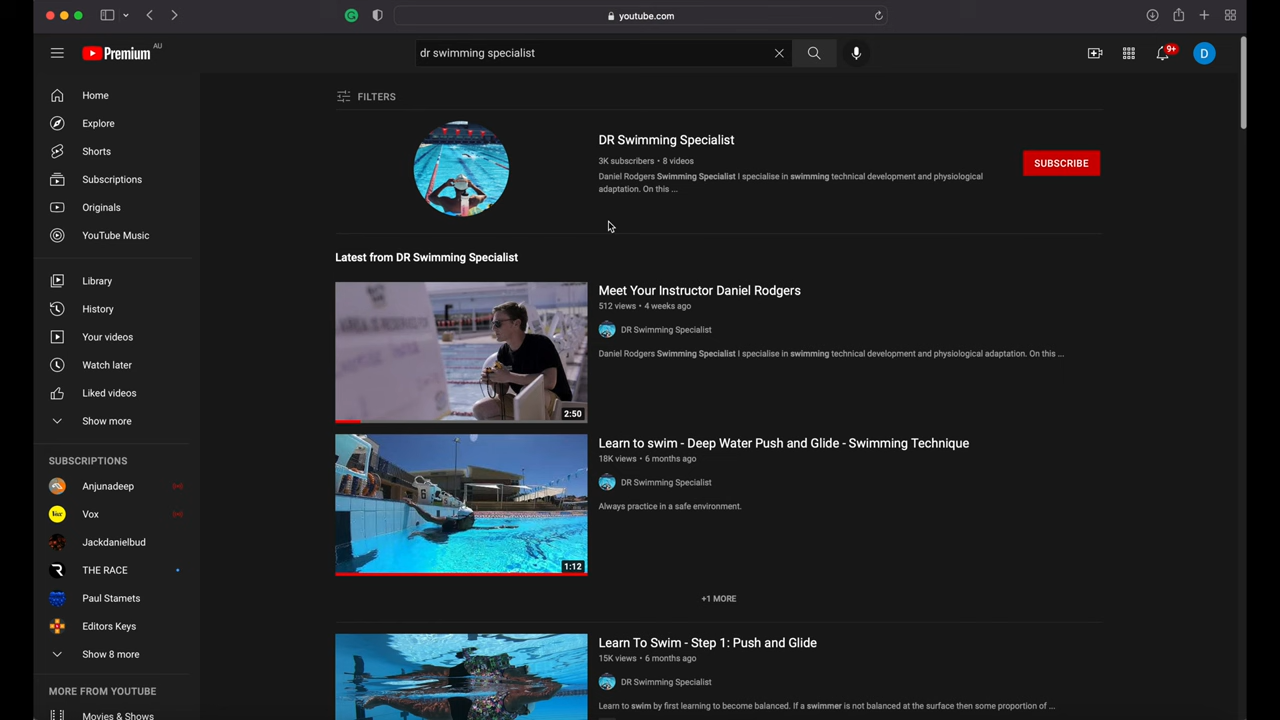 youtube.com
Premium AU
dr swimming specialist
9+
D
Home
Explore
Shorts
Subscriptions
Originals
YouTube Music
Library
History
Your videos
Watch later
Liked videos
Show more
SUBSCRIPTIONS
Anjunadeep
Vox
Jackdanielbud
THE RACE
Paul Stamets
Editors Keys
Show 8 more
MORE FROM YOUTUBE
Movies & Shows
FILTERS
DR Swimming Specialist
3K subscribers • 8 videos
Daniel Rodgers Swimming Specialist I specialise in swimming technical development and physiological
adaptation. On this ...
SUBSCRIBE
Latest from DR Swimming Specialist
2:50
Meet Your Instructor Daniel Rodgers
512 views • 4 weeks ago
DR Swimming Specialist
Daniel Rodgers Swimming Specialist I specialise in swimming technical development and physiological adaptation. On this ...
1:12
Learn to swim - Deep Water Push and Glide - Swimming Technique
18K views • 6 months ago
DR Swimming Specialist
Always practice in a safe environment.
+1 MORE
Learn To Swim - Step 1: Push and Glide
15K views • 6 months ago
DR Swimming Specialist
Learn to swim by first learning to become balanced. If a swimmer is not balanced at the surface then some proportion of ...